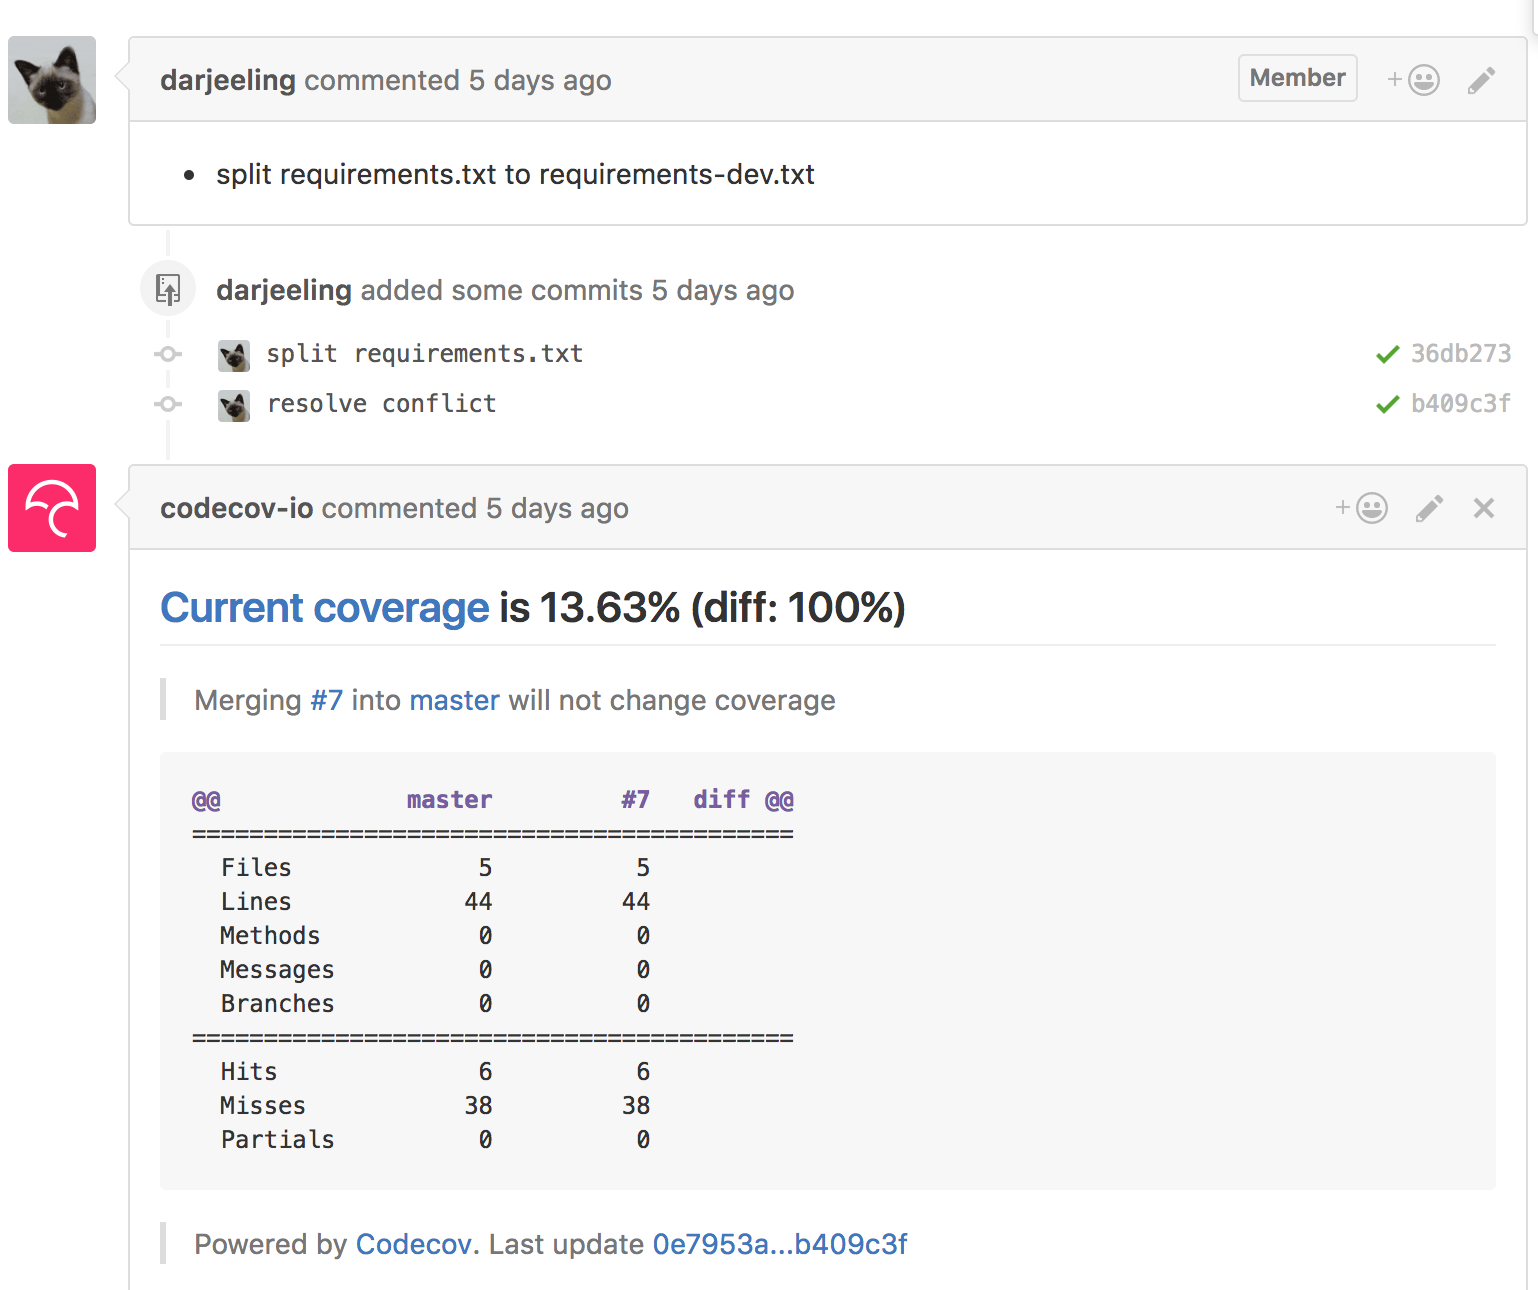 darjeeling commented 5 days ago Member +
• split requirements.txt to requirements-dev.txt
darjeeling added some commits 5 days ago
split requirements.txt 36db273
resolve conflict b409c3f
codecov-io commented 5 days ago +
Current coverage is 13.63% (diff: 100%)
Merging #7 into master will not change coverage
@@ master #7 diff @@
==========================================
Files 5 5
Lines 44 44
Methods 0 0
Messages 0 0
Branches 0 0
==========================================
Hits 6 6
Misses 38 38
Partials 0 0
Powered by Codecov. Last update 0e7953a...b409c3f